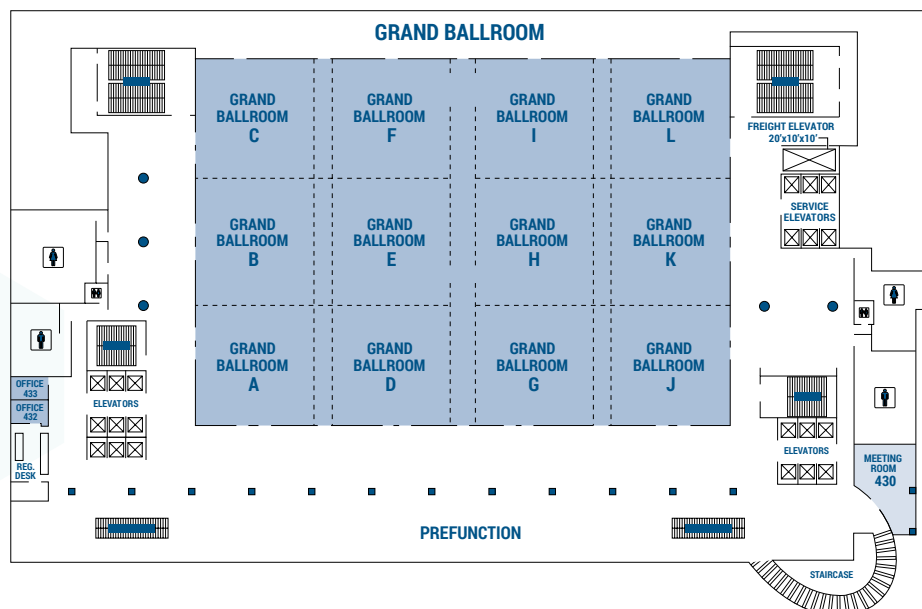 GRAND BALLROOM
GRAND
BALLROOM
C
GRAND
BALLROOM
F
GRAND
BALLROOM
I
GRAND
BALLROOM
L
FREIGHT ELEVATOR
20'x10'x10'
SERVICE
ELEVATORS
GRAND
BALLROOM
B
GRAND
BALLROOM
E
GRAND
BALLROOM
H
GRAND
BALLROOM
K
GRAND
BALLROOM
A
GRAND
BALLROOM
D
GRAND
BALLROOM
G
GRAND
BALLROOM
J
OFFICE
433
OFFICE
432
ELEVATORS
REG.
DESK
ELEVATORS
MEETING
ROOM
430
PREFUNCTION
STAIRCASE